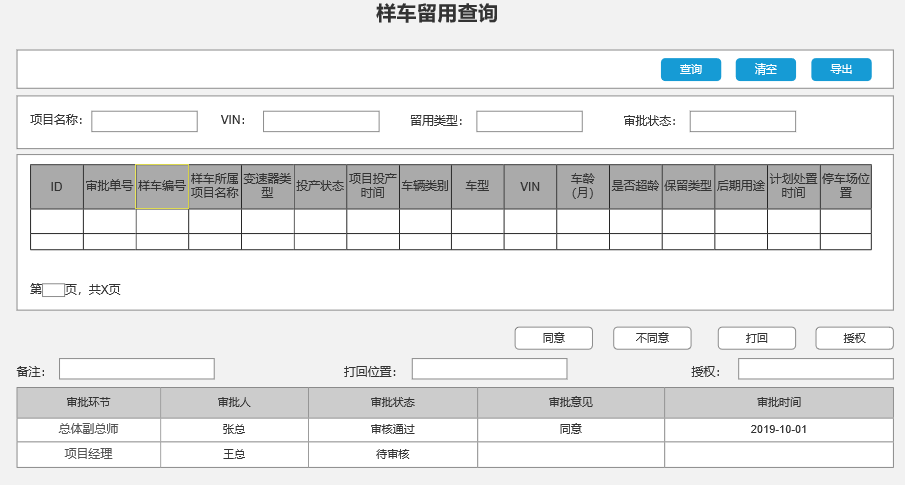 样车留用查询
查询 清空 导出
项目名称： VIN： 留用类型： 审批状态：
ID 审批单号 样车编号 样车所属项目名称 变速器类型 投产状态 项目投产时间 车辆类别 车型 VIN 车龄（月） 是否超龄 保留类型 后期用途 计划处置时间 停车场位置
第 页，共X页
同意 不同意 打回 授权
备注： 打回位置： 授权：
审批环节 审批人 审批状态 审批意见 审批时间
总体副总师 张总 审核通过 同意 2019-10-01
项目经理 王总 待审核